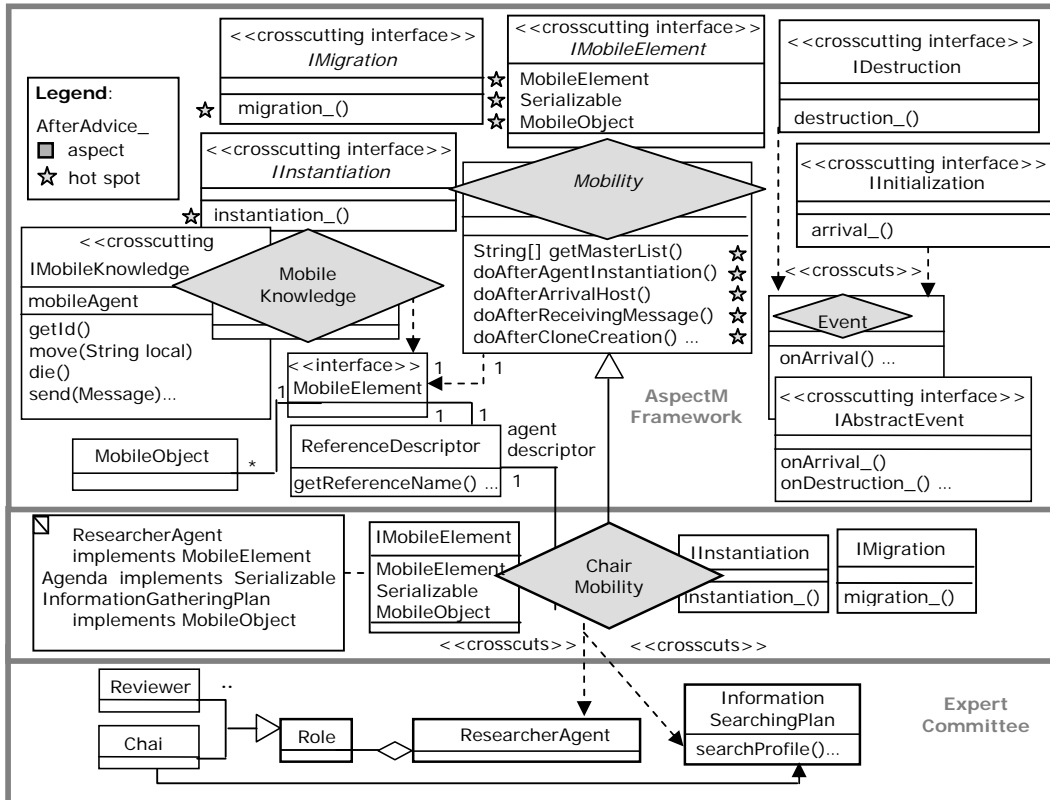 <<crosscutting interface>>
IMigration
migration_()
<<crosscutting interface>>
IMobileElement
MobileElement
Serializable
MobileObject
<<crosscutting interface>>
IDestruction
destruction_()
Legend:
AfterAdvice_
aspect
hot spot
<<crosscutting interface>>
IInstantiation
instantiation_()
Mobility
String[] getMasterList()
doAfterAgentInstantiation()
doAfterArrivalHost()
doAfterReceivingMessage()
doAfterCloneCreation() ...
<<crosscutting interface>>
IInitialization
arrival_()
<<crosscuts>>
<<crosscutting
IMobileKnowledge
mobileAgent
getId()
move(String local)
die()
send(Message)...
Mobile
Knowledge
Event
onArrival() ...
<<crosscutting interface>>
IAbstractEvent
onArrival_()
onDestruction_() ...
<<interface>>
MobileElement
1
1
1
1
1
MobileObject
*
ReferenceDescriptor
getReferenceName() ...
agent
descriptor
1
AspectM
Framework
ResearcherAgent
implements MobileElement
Agenda implements Serializable
InformationGatheringPlan
implements MobileObject
IMobileElement
MobileElement
Serializable
MobileObject
Chair
Mobility
IInstantiation
instantiation_()
IMigration
migration_()
<<crosscuts>>
<<crosscuts>>
Reviewer
..
Chai
Role
ResearcherAgent
Information
SearchingPlan
searchProfile()...
Expert
Committee